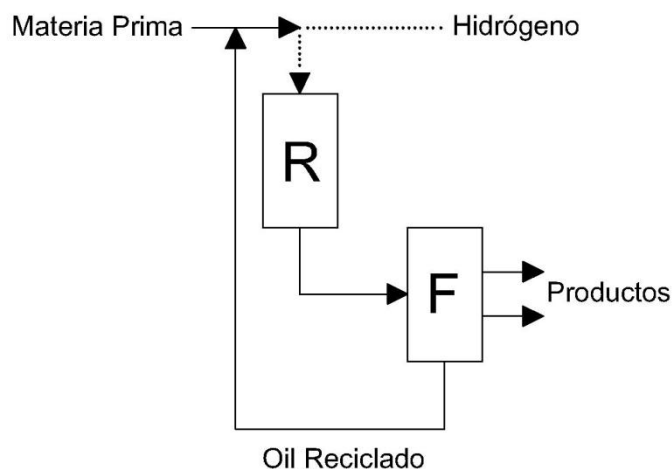 Materia Prima
Hidrógeno
R
F
Productos
Oil Reciclado